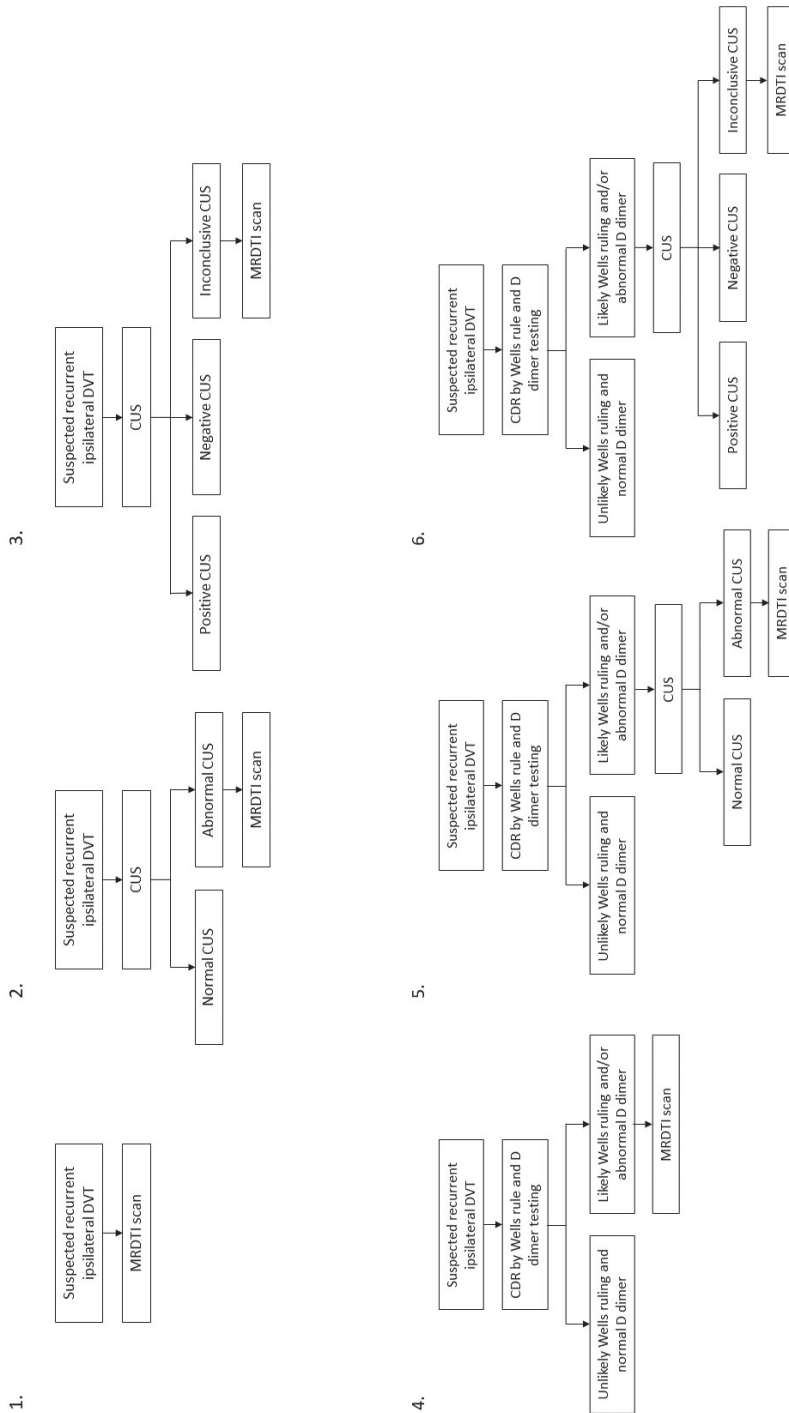 1.
Suspected recurrent
ipsilateral DVT
MRDTI scan
2.
Suspected recurrent
ipsilateral DVT
CUS
Normal CUS
Abnormal CUS
MRDTI scan
3.
Suspected recurrent
ipsilateral DVT
CUS
Positive CUS
Negative CUS
Inconclusive CUS
MRDTI scan
4.
Suspected recurrent
ipsilateral DVT
CDR by Wells rule and D
dimer testing
Unlikely Wells ruling and
normal D dimer
Likely Wells ruling and/or
abnormal D dimer
MRDTI scan
5.
Suspected recurrent
ipsilateral DVT
CDR by Wells rule and D
dimer testing
Unlikely Wells ruling and
normal D dimer
Likely Wells ruling and/or
abnormal D dimer
CUS
Normal CUS
Abnormal CUS
MRDTI scan
6.
Suspected recurrent
ipsilateral DVT
CDR by Wells rule and D
dimer testing
Unlikely Wells ruling and
normal D dimer
Likely Wells ruling and/or
abnormal D dimer
CUS
Positive CUS
Negative CUS
Inconclusive CUS
MRDTI scan